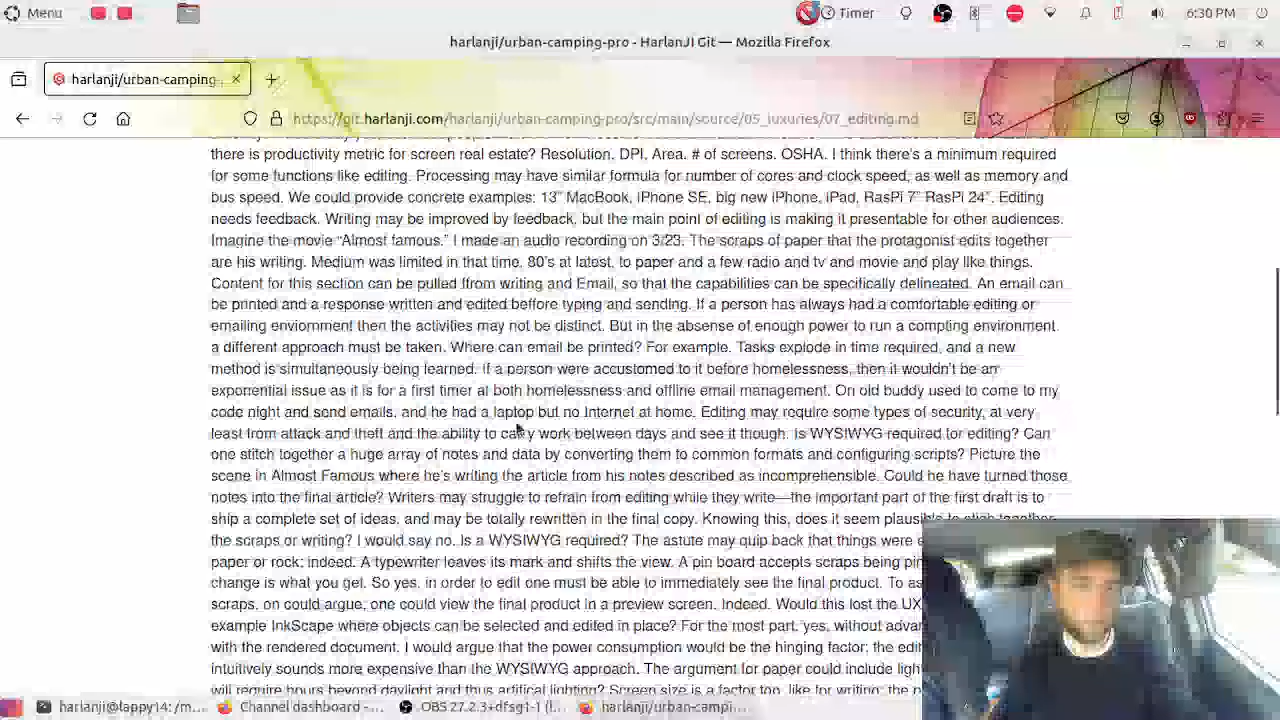 Menu
Timer
6:30 PM
harlanji/urban-camping-pro - HarlanJI Git — Mozilla Firefox
harlanji/urban-camping
https://git.harlanji.com/harlanji/urban-camping-pro/src/main/source/05_luxuries/07_editing.md
there is productivity metric for screen real estate? Resolution, DPI, Area, # of screens. OSHA. I think there's a minimum required
for some functions like editing. Processing may have similar formula for number of cores and clock speed, as well as memory and
bus speed. We could provide concrete examples: 13" MacBook, iPhone SE, big new iPhone, iPad, RasPi 7" RasPi 24". Editing
needs feedback. Writing may be improved by feedback, but the main point of editing is making it presentable for other audiences.
Imagine the movie "Almost famous." I made an audio recording on 3/23. The scraps of paper that the protagonist edits together
are his writing. Medium was limited in that time, 80's at latest, to paper and a few radio and tv and movie and play like things.
Content for this section can be pulled ffrom writing and Email, so that the capabilities can be specifically delineated. An email can
be printed and a response written and edited beffore typing and sending. If a person has always had a comfortable editing or
emailing enviornment then the activities may not be distinct. But in the absense of enough power to run a compting environment
a different approach must be taken. Where can email be printed? For example. Tasks explode in time required, and a new
method is simultaneously being learned. If a person were accustomed to it before homelessness, then it wouldn't be an
exponential issue as it is for a first timer at both homelessness and offline email management. On old buddy used to come to my
code night and send emails, and he had a laptop but no Internet at home. Editing may require some types of security, at very
least from attack and theft and the ability to carry work between days and see it though. Is WYSIWYG required for editing? Can
one stitch together a huge array of notes and data by converting them to common formats and configuring scripts? Picture the
scene in Almost Famous where he's writing the article from his notes described as incomprehensible. Could he have turned those
notes into the final article? Writers may struggle to refrain from editing while they write—the important part of the first draft is to
ship a complete set of ideas, and may be totally rewritten in the final copy. Knowing this, does it seem plausible to stich together
the scraps or writing? I would say no. Is a WYSIWYG required? The astute may quip back that things were
paper or rock; indeed. A typewriter leaves its mark and shifts the view. A pin board accepts scraps being
change is what you get. So yes, in order to edit one must be able to immediately see the final product. To
scraps, on could argue, one could view the final product in a preview screen. Indeed. Would this lost the UX
example InkScape where objects can be selected and edited in place? For the most part, yes, without
with the rendered document. I would argue that the power consumption would be the hinging factor; the
intuitively sounds more expensive than the WYSIWYG approach. The argument for paper could include
will require hours beyond daylight and thus artifical lighting? Screen size is a factor too, like for writing; the
harlanji@lappy14: /m...
Channel dashboard - ...
OBS 27.2.3+dfsg1-1 (l...
harlanji/urban-campi...